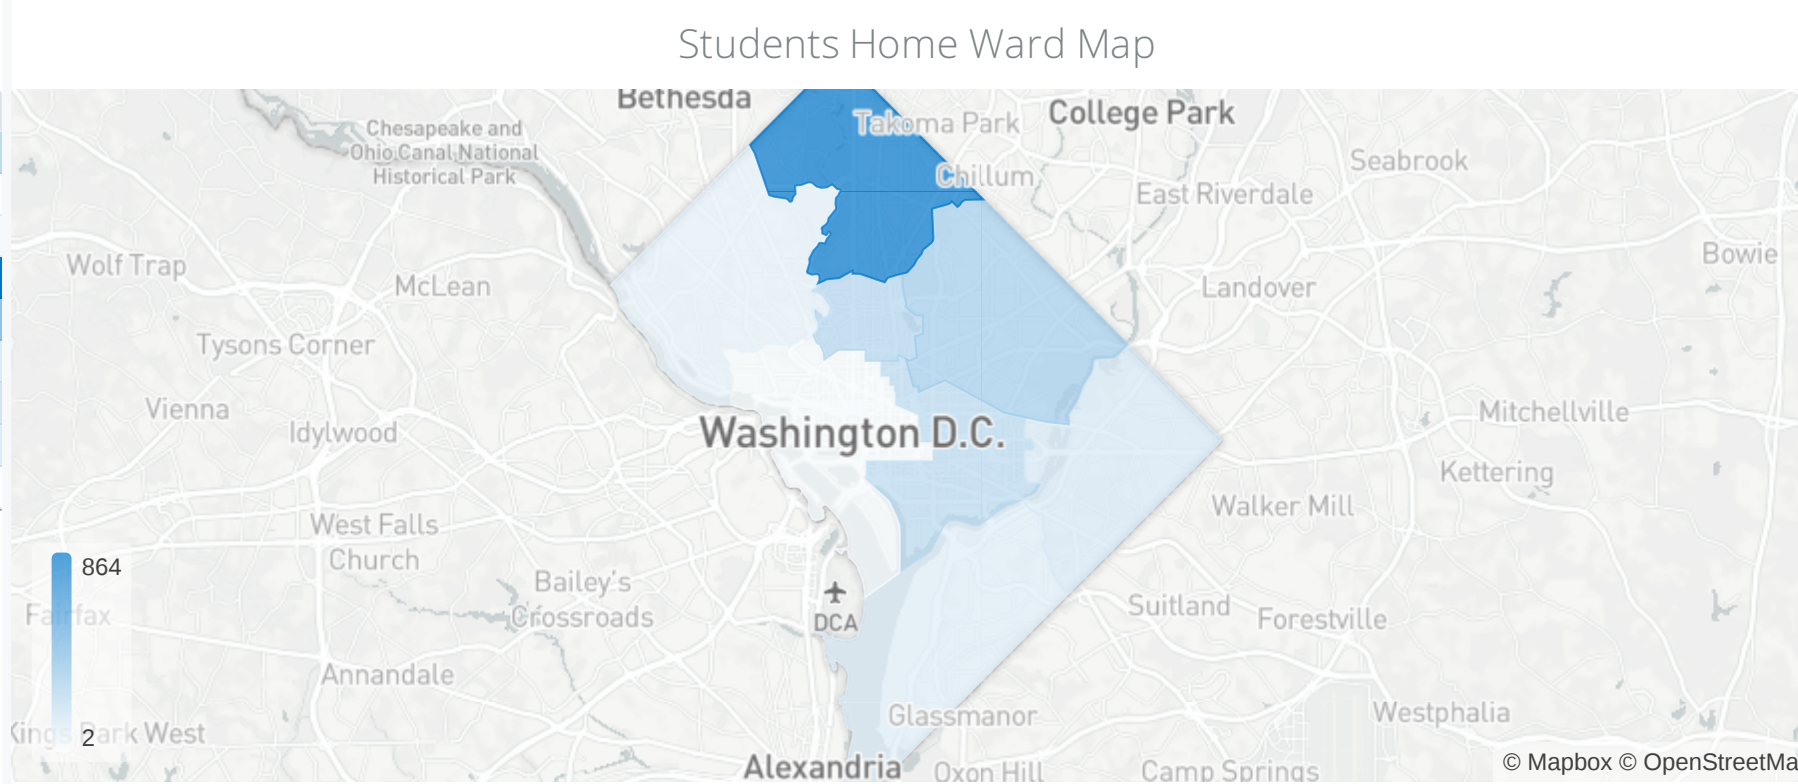 Students Home Ward Map
Bethesda
Takoma Park
College Park
Chesapeake and
Ohio Canal National
Historical Park
Chillum
Seabrook
East Riverdale
Wolf Trap
McLean
Landover
Bowie
Tysons Corner
Vienna
Idylwood
Washington D.C.
Mitchellville
Kettering
Walker Mill
West Falls
Church
864
Bailey's
Crossroads
Fairfax
DCA
Suitland
Forestville
Annandale
Glassmanor
Westphalia
Kings Park West
2
Alexandria
Oxon Hill
Camp Springs
© Mapbox © OpenStreetMa